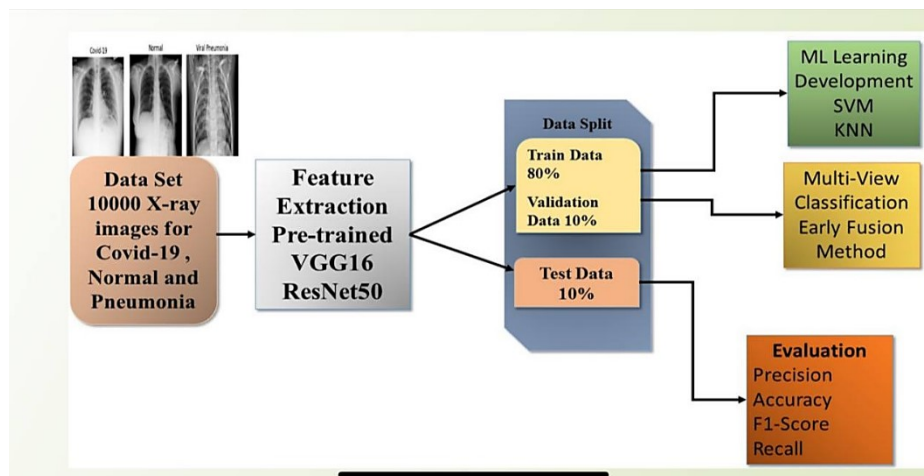 Covid-19
Normal
Viral Pneumonia
Data Set
10000 X-ray
images for
Covid-19 ,
Normal and
Pneumonia
Feature
Extraction
Pre-trained
VGG16
ResNet50
Data Split
Train Data
80%
Validation
Data 10%
Test Data
10%
ML Learning
Development
SVM
KNN
Multi-View
Classification
Early Fusion
Method
Evaluation
Precision
Accuracy
F1-Score
Recall